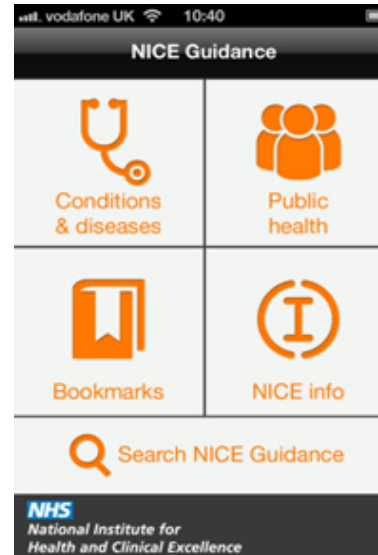 vodafone UK 10:40
NICE Guidance
Conditions
& diseases
Public
health
Bookmarks
NICE info
Search NICE Guidance
NHS
National Institute for
Health and Clinical Excellence